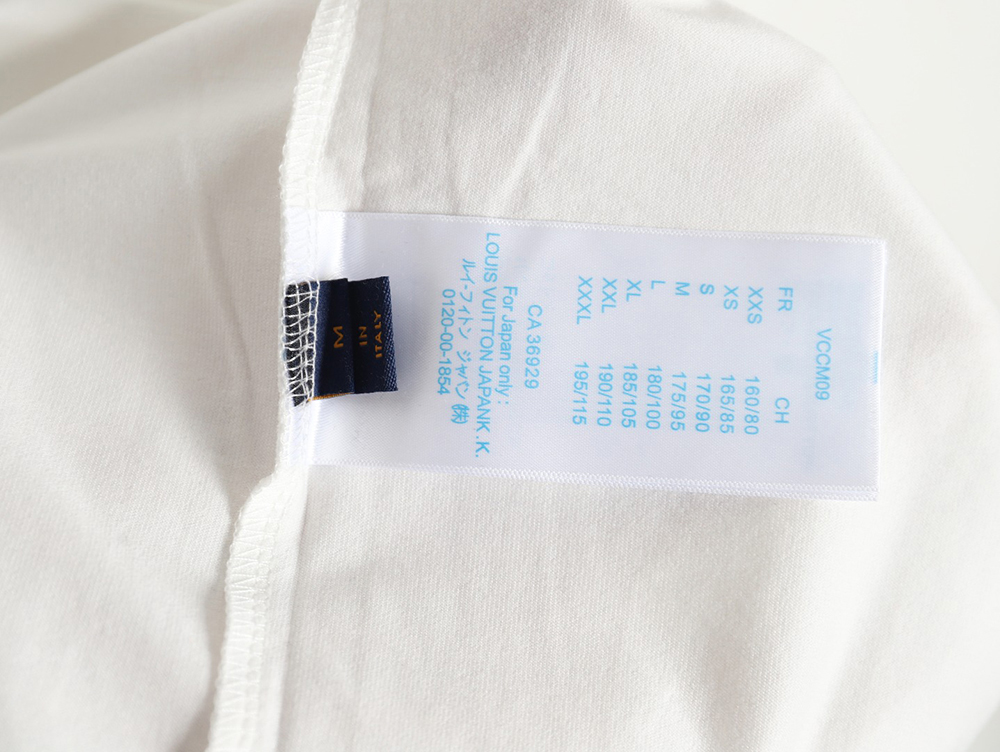 VCCM09
FR CH
XXS 160/80
XS 165/85
S 170/90
M 175/95
L 180/100
XL 185/105
XXL 190/110
XXXL 195/115
CA 36929
For Japan only :
LOUIS VUITTON JAPANK .K.
ルイ-フィトン ジャパン ㈱
0120-00-1854
M
IN
ITALY